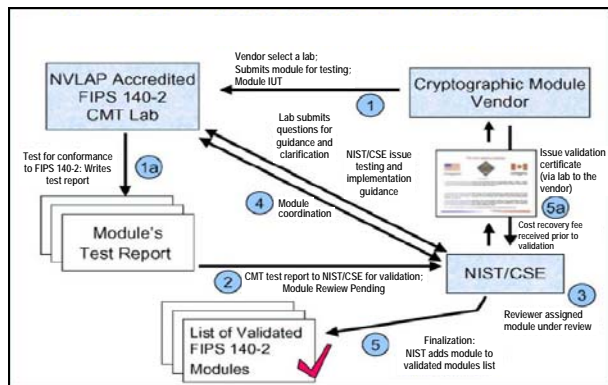 Vendor select a lab;
Submits module for testing;
Module IUT
NVLAP Accredited
FIPS 140-2
CMT Lab
1
Cryptographic Module
Vendor
Test for conformance
to FIPS 140-2: Writes
test report
1a
Lab submits
questions for
guidance and
clarification
NIST/CSE issue
testing and
implementation
guidance
4
Module
coordination
Issue validation
certificate
(via lab to the
vendor)
5a
Cost recovery fee
received prior to
validation
Module's
Test Report
2
CMT test report to NIST/CSE for validation;
Module Review Pending
NIST/CSE
3
Reviewer assigned
module under review
List of Validated
FIPS 140-2
Modules
5
Finalization:
NIST adds module to
validated modules list